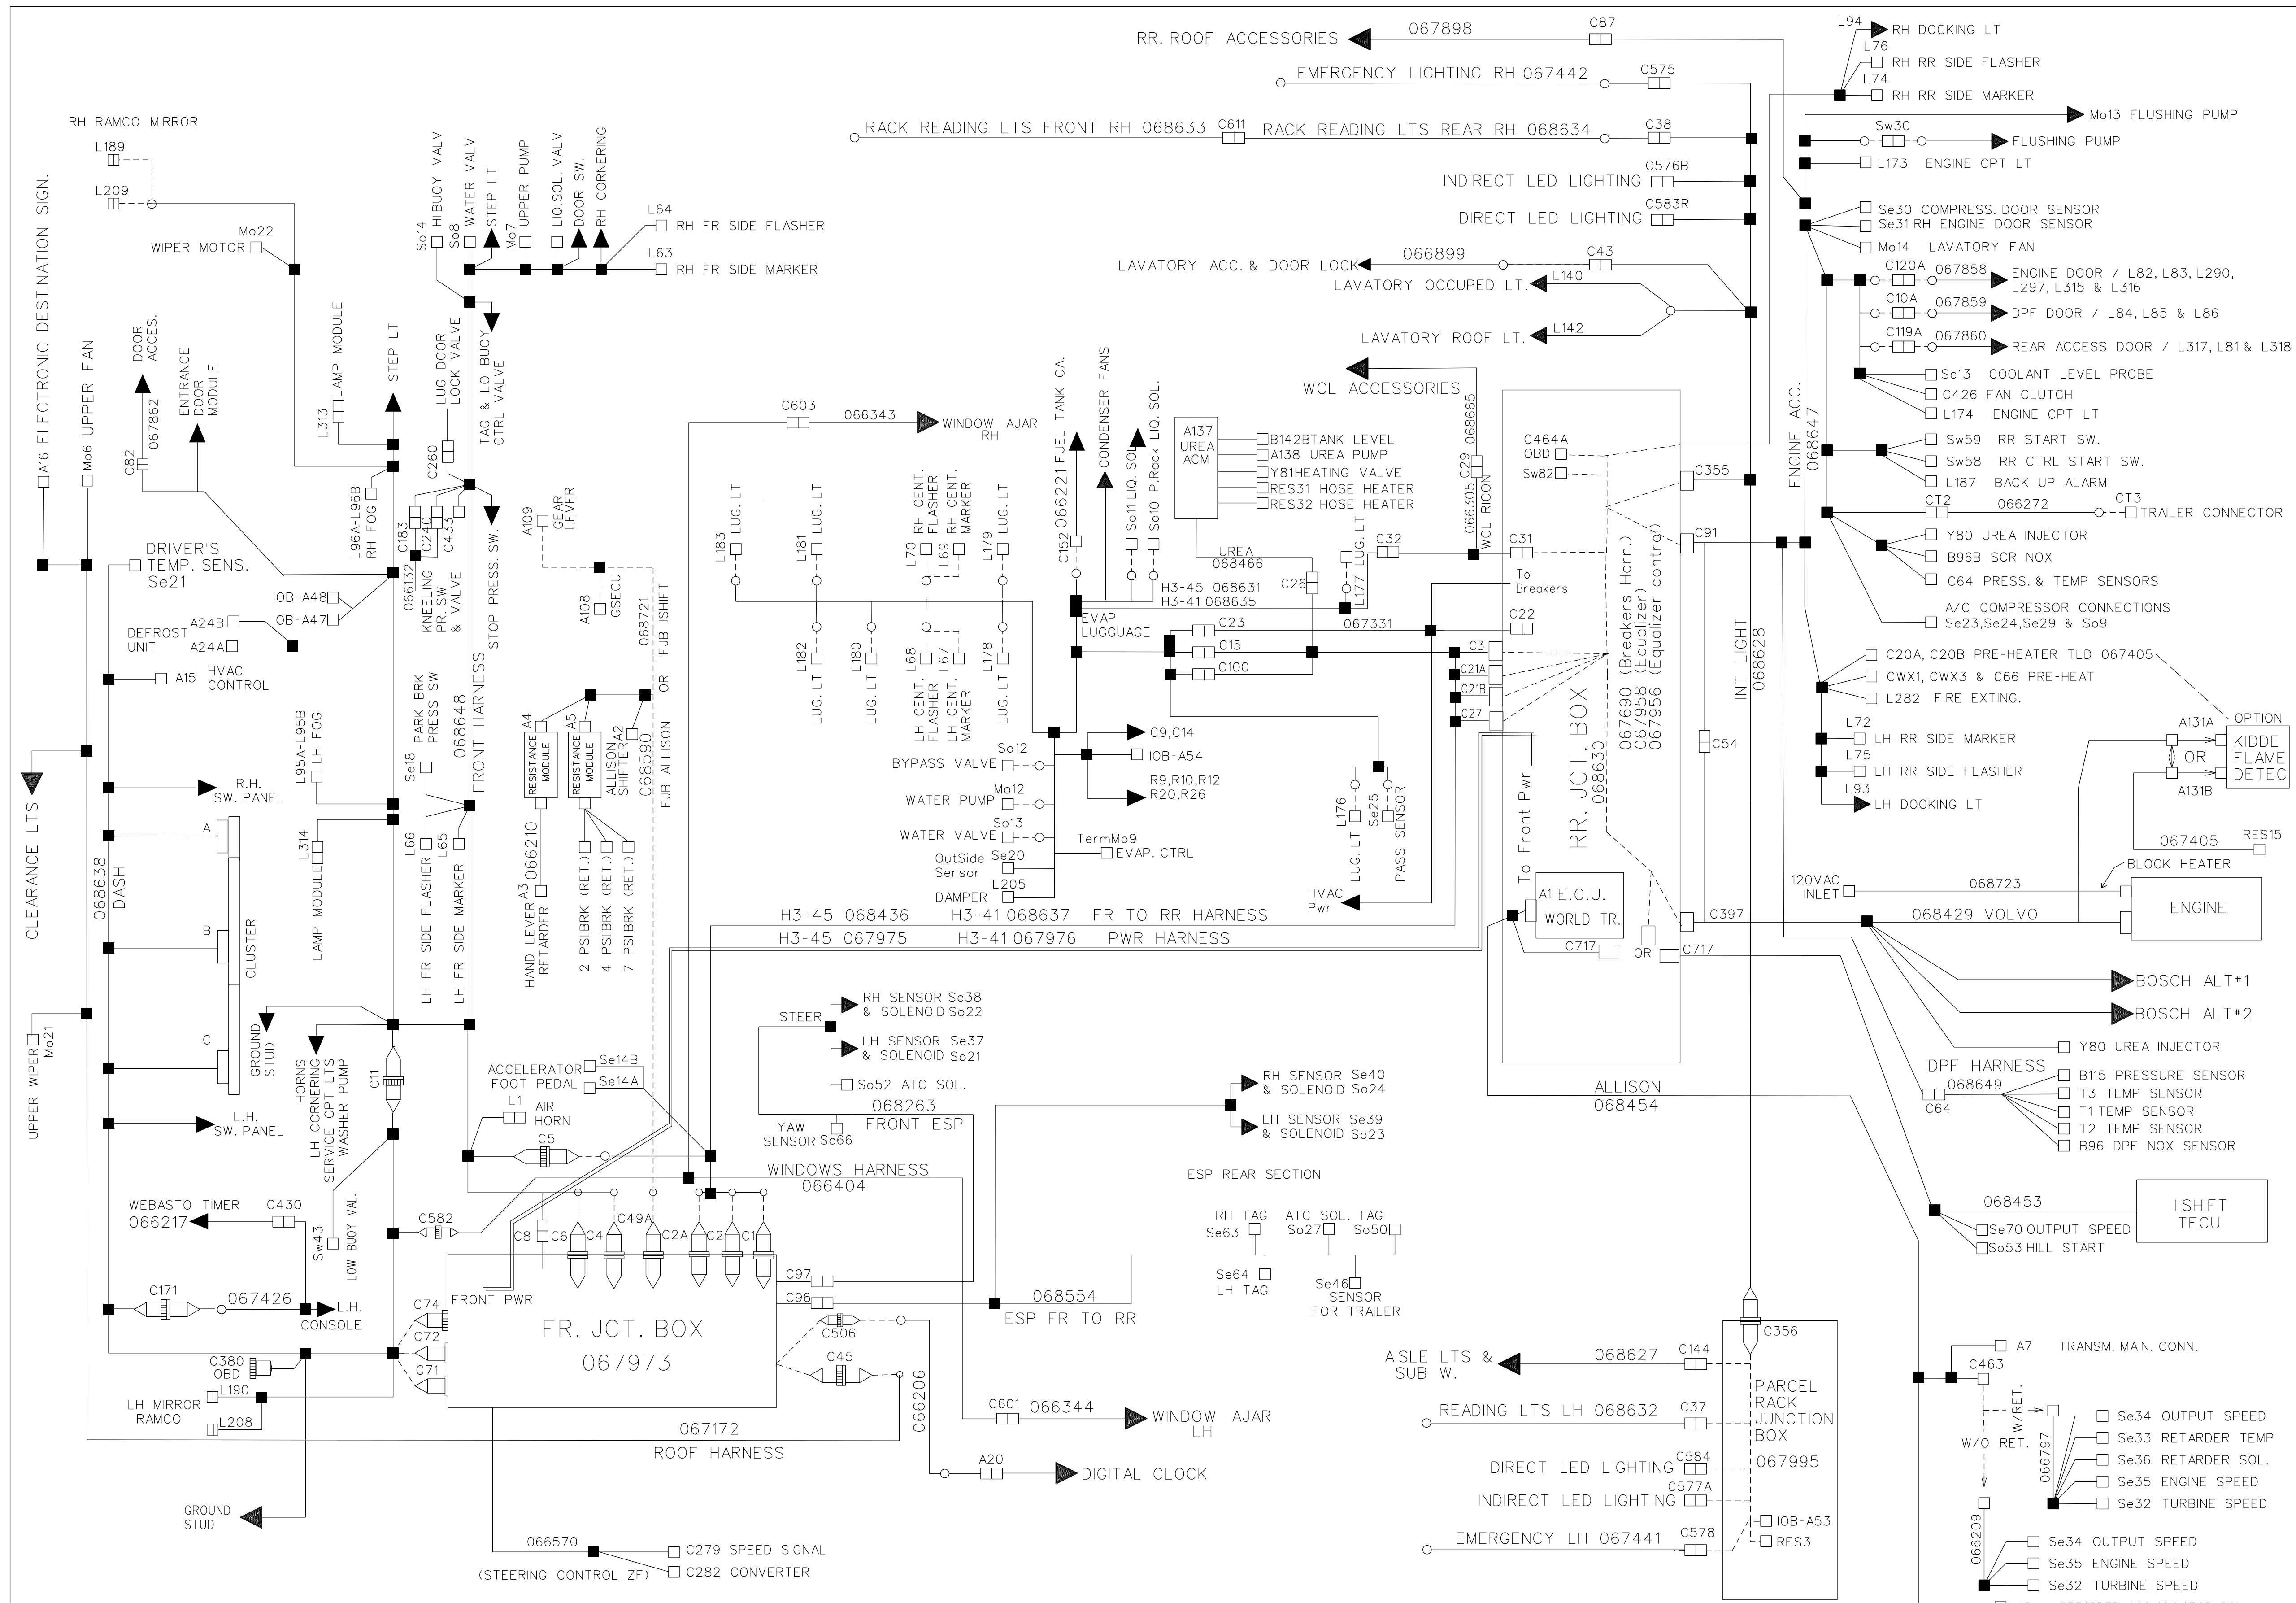 RR. ROOF ACCESSORIES
067898
C87
EMERGENCY LIGHTING RH 067442
C575
RACK READING LTS FRONT RH 068633
C611
RACK READING LTS REAR RH 068634
C38
INDIRECT LED LIGHTING
C576B
DIRECT LED LIGHTING
C583R
LAVATORY ACC. & DOOR LOCK
066899
C43
LAVATORY OCCUPED LT.
L140
LAVATORY ROOF LT.
L142
WCL ACCESSORIES
L94
RH DOCKING LT
L76
RH RR SIDE FLASHER
L74
RH RR SIDE MARKER
Mo13 FLUSHING PUMP
Sw30
FLUSHING PUMP
L173 ENGINE CPT LT
Se30 COMPRESS. DOOR SENSOR
Se31 RH ENGINE DOOR SENSOR
Mo14 LAVATORY FAN
C120A
067858
ENGINE DOOR / L82, L83, L290,
L297, L315 & L316
C10A
067859
DPF DOOR / L84, L85 & L86
C119A
067860
REAR ACCESS DOOR / L317, L81 & L318
Se13 COOLANT LEVEL PROBE
C426 FAN CLUTCH
L174 ENGINE CPT LT
Sw59 RR START SW.
Sw58 RR CTRL START SW.
L187 BACK UP ALARM
CT2
066272
CT3
TRAILER CONNECTOR
Y80 UREA INJECTOR
B96B SCR NOX
C64 PRESS. & TEMP SENSORS
A/C COMPRESSOR CONNECTIONS
Se23, Se24, Se29 & So9
C20A, C20B PRE-HEATER TLD 067405
CWX1, CWX3 & C66 PRE-HEAT
L282 FIRE EXTING.
L72
LH RR SIDE MARKER
L75
LH RR SIDE FLASHER
L93
LH DOCKING LT
ENGINE ACC.
068647
OPTION
A131A
KIDDE
FLAME
DETEC
OR
A131B
067405
RES15
BLOCK HEATER
120VAC
INLET
068723
068429 VOLVO
ENGINE
BOSCH ALT#1
BOSCH ALT#2
Y80 UREA INJECTOR
DPF HARNESS
068649
C64
B115 PRESSURE SENSOR
T3 TEMP SENSOR
T1 TEMP SENSOR
T2 TEMP SENSOR
B96 DPF NOX SENSOR
068453
ISHIFT
TECU
Se70 OUTPUT SPEED
So53 HILL START
A7 TRANSM. MAIN. CONN.
C463
W/RET.
W/O RET.
066797
Se34 OUTPUT SPEED
Se33 RETARDER TEMP
Se36 RETARDER SOL.
Se35 ENGINE SPEED
Se32 TURBINE SPEED
066209
Se34 OUTPUT SPEED
Se35 ENGINE SPEED
Se32 TURBINE SPEED
RH RAMCO MIRROR
L189
L209
Mo22
WIPER MOTOR
A16 ELECTRONIC DESTINATION SIGN.
Mo6 UPPER FAN
C82
DOOR
ACCES.
067862
ENTRANCE
DOOR
MODULE
L313
LAMP MODULE
STEP LT
So14
HIBUOY VALV
So8
WATER VALV
STEP LT
Mo7
UPPER PUMP
LIQ.SOL. VALV
DOOR SW.
RH CORNERING
L64
RH FR SIDE FLASHER
L63
RH FR SIDE MARKER
LUG DOOR
LOCK VALVE
C260
TAG & LO BUOY
CTRL VALVE
L96A-L96B
RH FOG
C183
C240
C433
066132
KNEELING
PR. SW
& VALVE
STOP PRESS. SW.
DRIVER'S
TEMP. SENS.
Se21
IOB-A48
IOB-A47
A24B
DEFROST
UNIT
A24A
A15 HVAC
CONTROL
L95A-L95B
LH FOG
Se18
PARK BRK
PRESS SW
068648
FRONT HARNESS
R.H.
SW. PANEL
CLEARANCE LTS
068638
DASH
A
B
C
CLUSTER
L314
LAMP MODULE
L66
LH FR SIDE FLASHER
L65
LH FR SIDE MARKER
A109
GEAR
LEVER
A108
GSECU
068721
FJB ISHIFT
OR
068590
FJB ALLISON
A4
RESISTANCE
MODULE
A5
RESISTANCE
MODULE
ALLISON
SHIFTER
A2
066210
HAND LEVER A3
RETARDER
2 PSI BRK (RET.)
4 PSI BRK (RET.)
7 PSI BRK (RET.)
C603
066343
WINDOW AJAR
RH
L183
LUG. LT
L181
LUG. LT
L70
RH CENT.
FLASHER
L69
RH CENT.
MARKER
L179
LUG. LT
L182
LUG. LT
L180
LUG. LT
L68
LH CENT.
FLASHER
L67
LH CENT.
MARKER
L178
LUG. LT
C152
066221 FUEL TANK GA.
CONDENSER FANS
So11 LIQ. SOL.
So10 P.Rack LIQ. SOL.
A137
UREA
ACM
B142BTANK LEVEL
A138 UREA PUMP
Y81HEATING VALVE
RES31 HOSE HEATER
RES32 HOSE HEATER
UREA
068466
H3-45 068631
H3-41 068635
C26
L177
LUG. LT
C32
C29
068665
066305
WCL RICON
EVAP
LUGGUAGE
C23
067331
C15
C100
C31
To
Breakers
C22
C3
C21A
C21B
C27
C464A
OBD
Sw82
C355
C91
067690 (Breakers Harn.)
067958 (Equalizer)
067956 (Equalizer control)
RR. JCT. BOX
068630
INT LIGHT
068628
C54
C9, C14
IOB-A54
R9, R10, R12
R20, R26
So12
BYPASS VALVE
Mo12
WATER PUMP
So13
WATER VALVE
TermMo9
EVAP. CTRL
OutSide
Sensor
Se20
L205
DAMPER
L176
LUG. LT
Se25
PASS SENSOR
HVAC
Pwr
To Front Pwr
A1 E.C.U.
WORLD TR.
C717
OR
C717
C397
H3-45 068436 H3-41 068637 FR TO RR HARNESS
H3-45 067975 H3-41 067976 PWR HARNESS
ALLISON
068454
UPPER WIPER
Mo21
GROUND
STUD
HORNS
LH CORNERING
SERVICE CPT LTS
WASHER PUMP
C11
L.H.
SW. PANEL
STEER
RH SENSOR Se38
& SOLENOID So22
LH SENSOR Se37
& SOLENOID So21
So52 ATC SOL.
068263
FRONT ESP
YAW
SENSOR Se66
ACCELERATOR
FOOT PEDAL
Se14B
Se14A
L1
AIR
HORN
C5
WINDOWS HARNESS
066404
RH SENSOR Se40
& SOLENOID So24
LH SENSOR Se39
& SOLENOID So23
ESP REAR SECTION
RH TAG
Se63
ATC SOL. TAG
So27
So50
Se64
LH TAG
Se46
SENSOR
FOR TRAILER
068554
ESP FR TO RR
WEBASTO TIMER
066217
C430
Sw43
LOW BUOY VAL.
C582
C171
067426
L.H.
CONSOLE
C8
C6
C4
C49A
C2A
C2
C1
C97
C96
C506
C45
C74
C72
C71
FRONT PWR
FR. JCT. BOX
067973
C380
OBD
L190
LH MIRROR
RAMCO
L208
067172
ROOF HARNESS
066206
C601
066344
WINDOW AJAR
LH
A20
DIGITAL CLOCK
GROUND
STUD
066570
(STEERING CONTROL ZF)
C279 SPEED SIGNAL
C282 CONVERTER
C356
AISLE LTS &
SUB W.
068627
C144
READING LTS LH 068632
C37
PARCEL
RACK
JUNCTION
BOX
067995
DIRECT LED LIGHTING
C584
INDIRECT LED LIGHTING
C577A
EMERGENCY LH 067441
C578
IOB-A53
RES3